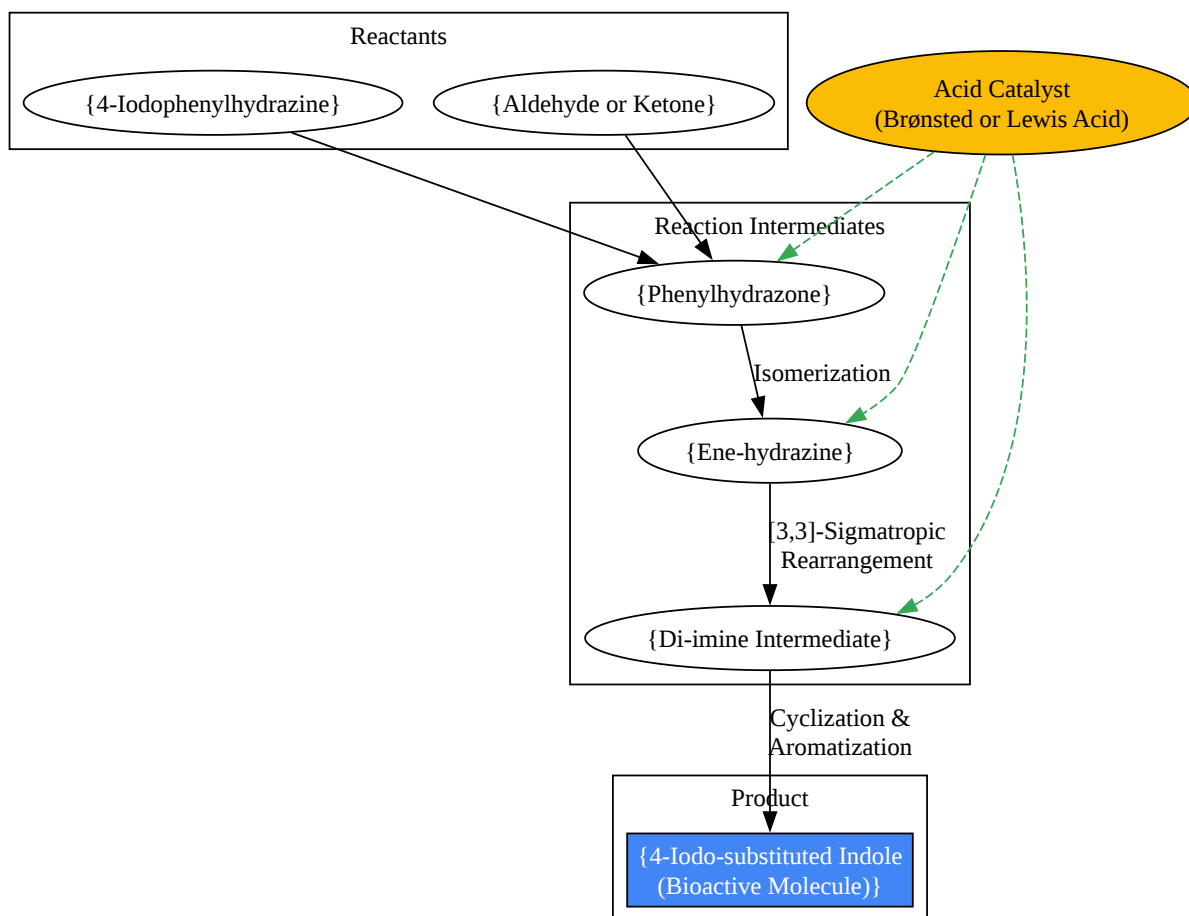 Reactants
{4-Iodophenylhydrazine}
{Aldehyde or Ketone}
Acid Catalyst
(Brønsted or Lewis Acid)
Reaction Intermediates
{Phenylhydrazone}
Isomerization
{Ene-hydrazine}
[3,3]-Sigmatropic
Rearrangement
{Di-imine Intermediate}
Cyclization &
Aromatization
Product
{4-Iodo-substituted Indole
(Bioactive Molecule)}